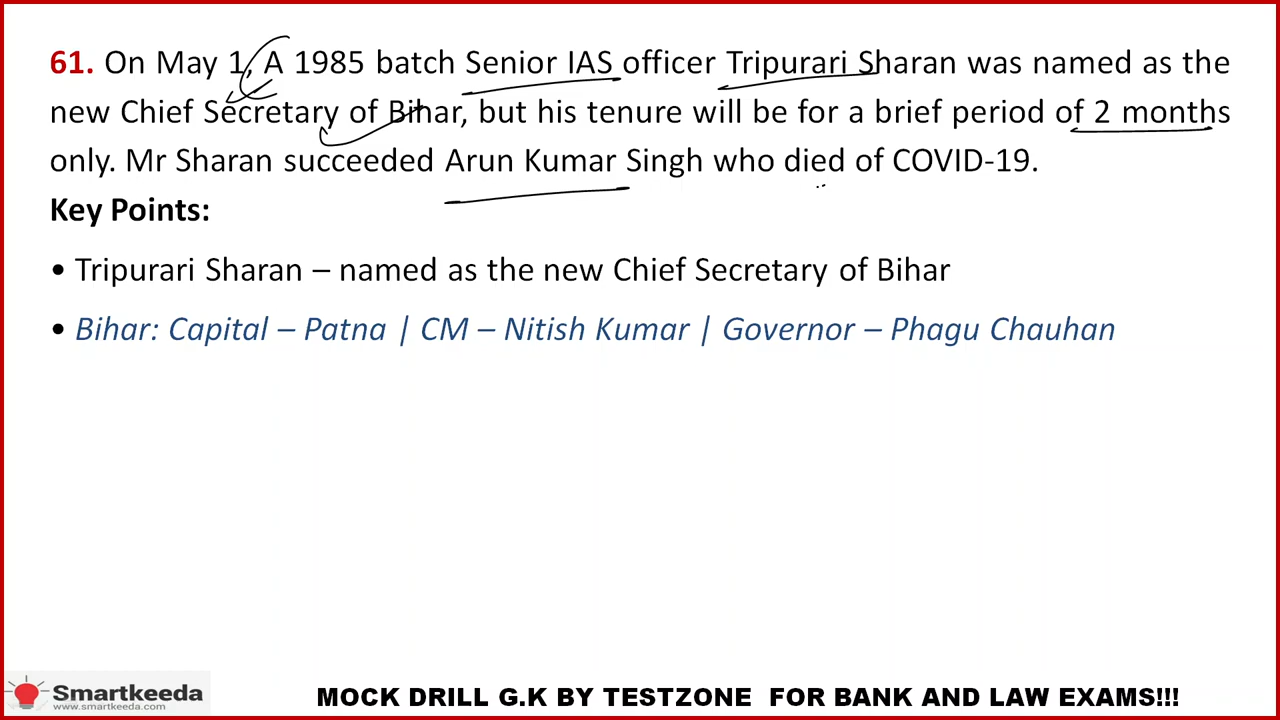 61. On May 1, A 1985 batch Senior IAS officer Tripurari Sharan was named as the
new Chief Secretary of Bihar, but his tenure will be for a brief period of 2 months
only. Mr Sharan succeeded Arun Kumar Singh who died of COVID-19.
Key Points:
• Tripurari Sharan – named as the new Chief Secretary of Bihar
• Bihar: Capital – Patna | CM – Nitish Kumar | Governor – Phagu Chauhan
Smartkeeda
www.smartkeeda.com
MOCK DRILL G.K BY TESTZONE FOR BANK AND LAW EXAMS!!!